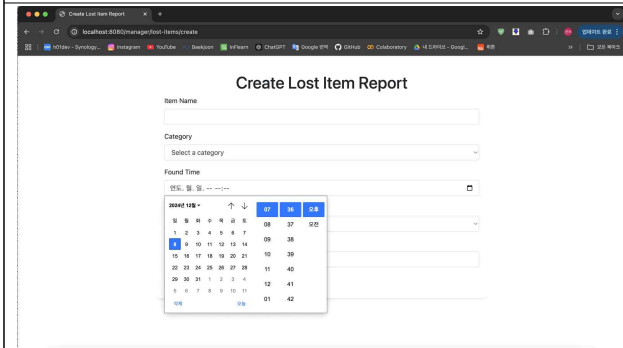 Create Lost Item Report
localhost:8080/manager/lost-items/create
업데이트 완료
h01dev - Synology... Instagram YouTube Baekjoon InFlearn ChatGPT Google 번역 GitHub Colaboratory 내 드라이브 - Googl... » 모든 북마크
Create Lost Item Report
Item Name
Category
Select a category
Found Time
연도. 월. 일. -- --:--
2024년 12월
07 36 오후
일 월 화 수 목 금 토
08 37 오전
1 2 3 4 5 6 7
8 9 10 11 12 13 14
09 38
15 16 17 18 19 20 21
10 39
22 23 24 25 26 27 28
11 40
29 30 31 1 2 3 4
12 41
5 6 7 8 9 10 11
삭제 오늘
01 42